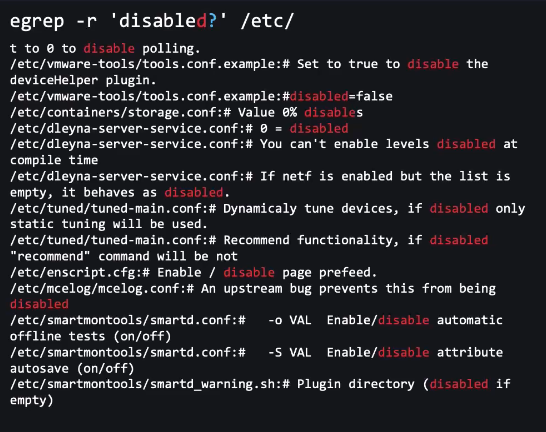 egrep -r 'disabled?' /etc/
t to 0 to disable polling.
/etc/vmware-tools/tools.conf.example:# Set to true to disable the
deviceHelper plugin.
/etc/vmware-tools/tools.conf.example:#disabled=false
/etc/containers/storage.conf:# Value 0% disables
/etc/dleyna-server-service.conf:# 0 = disabled
/etc/dleyna-server-service.conf:# You can't enable levels disabled at
compile time
/etc/dleyna-server-service.conf:# If netf is enabled but the list is
empty, it behaves as disabled.
/etc/tuned/tuned-main.conf:# Dynamicaly tune devices, if disabled only
static tuning will be used.
/etc/tuned/tuned-main.conf:# Recommend functionality, if disabled
"recommend" command will be not
/etc/enscript.cfg:# Enable / disable page prefeed.
/etc/mcelog/mcelog.conf:# An upstream bug prevents this from being
disabled
/etc/smartmontools/smartd.conf:#   -o VAL  Enable/disable automatic
offline tests (on/off)
/etc/smartmontools/smartd.conf:#   -S VAL  Enable/disable attribute
autosave (on/off)
/etc/smartmontools/smartd_warning.sh:# Plugin directory (disabled if
empty)